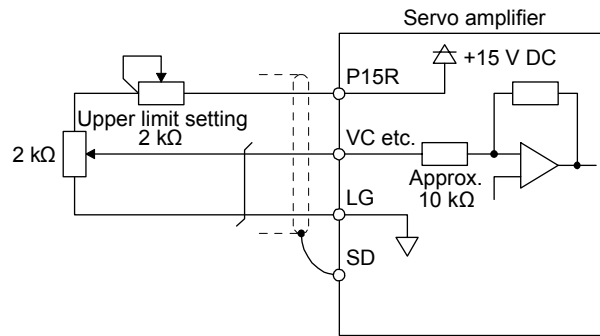 Servo amplifier
+15 V DC
P15R
Upper limit setting
2 kΩ
2 kΩ
VC etc.
Approx.
10 kΩ
LG
SD